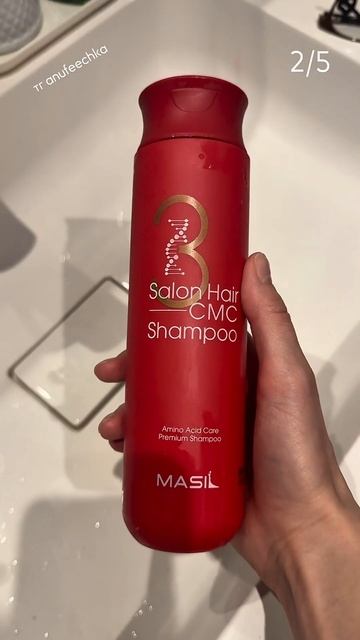 тг anufeechka
2/5
3
Salon Hair
CMC
Shampoo
Amino Acid Care
Premium Shampoo
MASIL